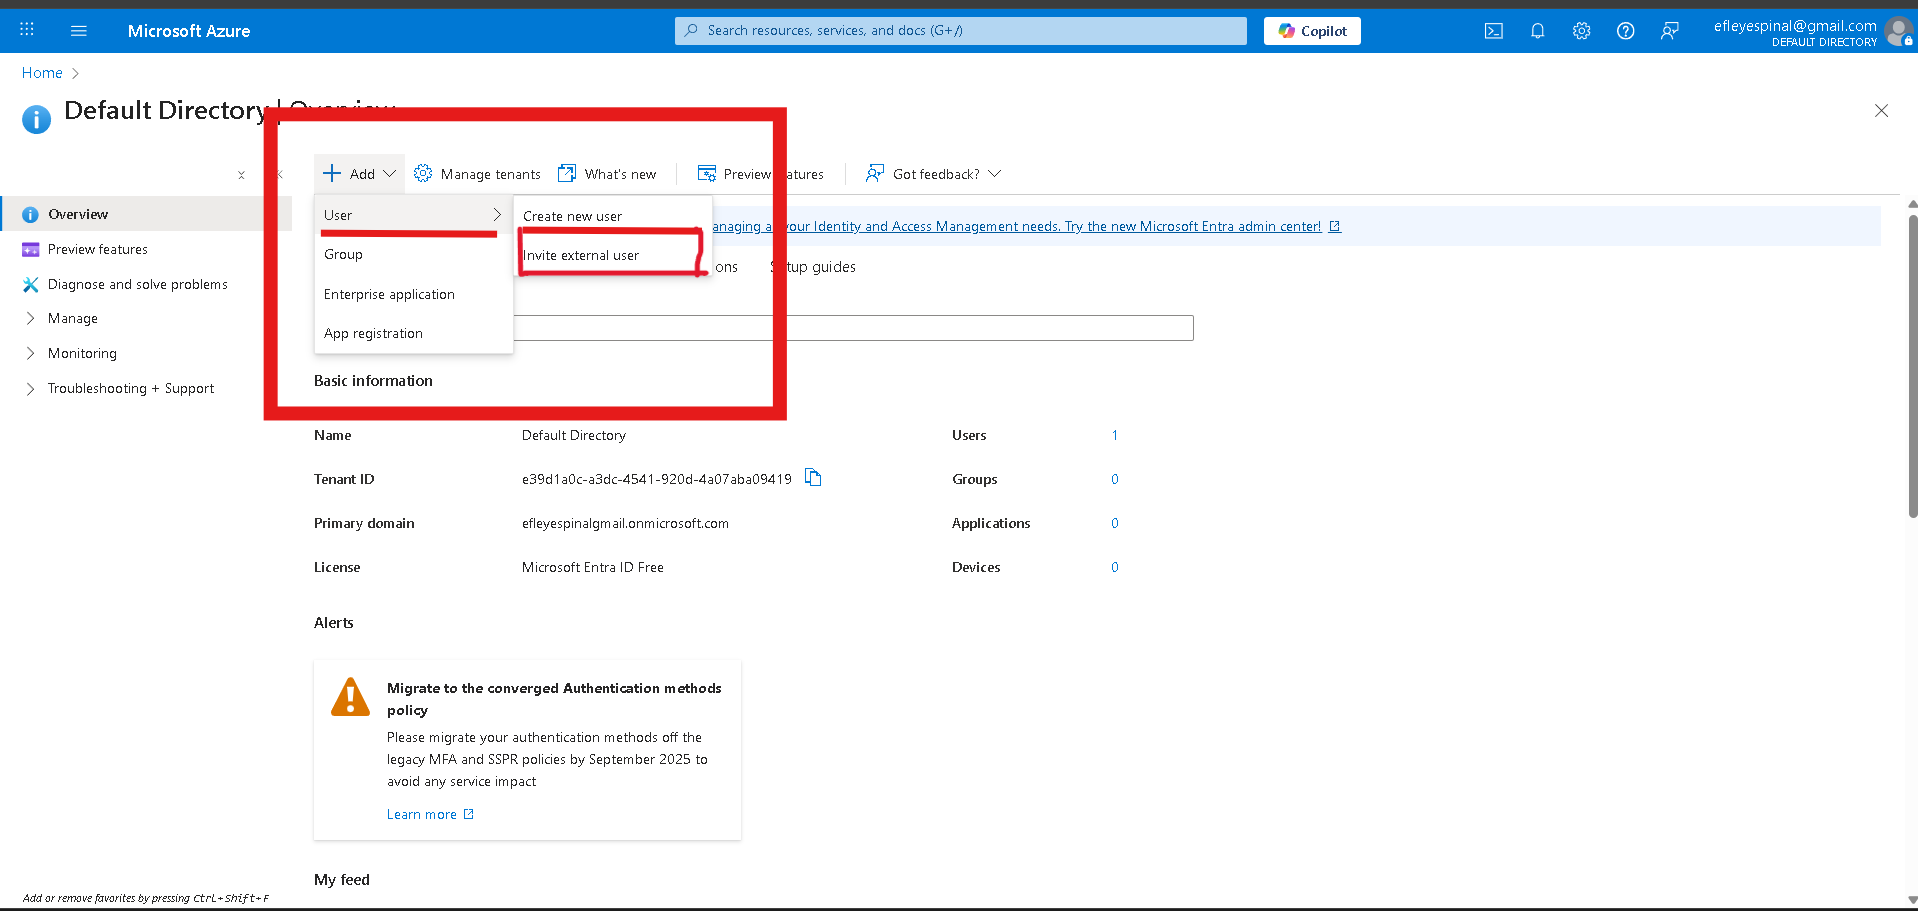 Microsoft Azure
Search resources, services, and docs (G+/)
Copilot
efleyespinal@gmail.com
DEFAULT DIRECTORY
Home
Default Directory | Overview
Add
Manage tenants
What's new
Preview features
Got feedback?
Overview
Preview features
Diagnose and solve problems
Manage
Monitoring
Troubleshooting + Support
User
Group
Enterprise application
App registration
Create new user
Invite external user
your Identity and Access Management needs. Try the new Microsoft Entra admin center!
Setup guides
Basic information
Name Default Directory Users 1
Tenant ID e39d1a0c-a3dc-4541-920d-4a07aba09419 Groups 0
Primary domain efleyespinalgmail.onmicrosoft.com Applications 0
License Microsoft Entra ID Free Devices 0
Alerts
Migrate to the converged Authentication methods
policy
Please migrate your authentication methods off the
legacy MFA and SSPR policies by September 2025 to
avoid any service impact
Learn more
My feed
Add or remove favorites by pressing Ctrl+Shift+F